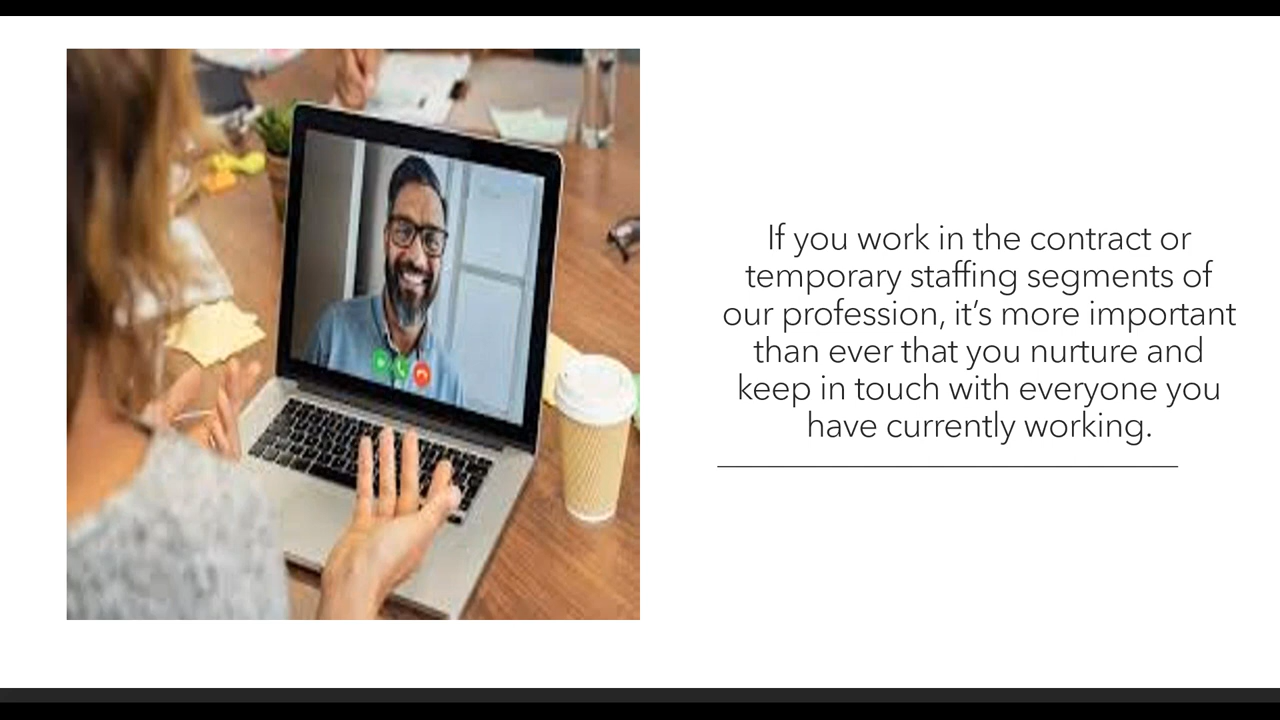 If you work in the contract or
temporary staffing segments of
our profession, it’s more important
than ever that you nurture and
keep in touch with everyone you
have currently working.